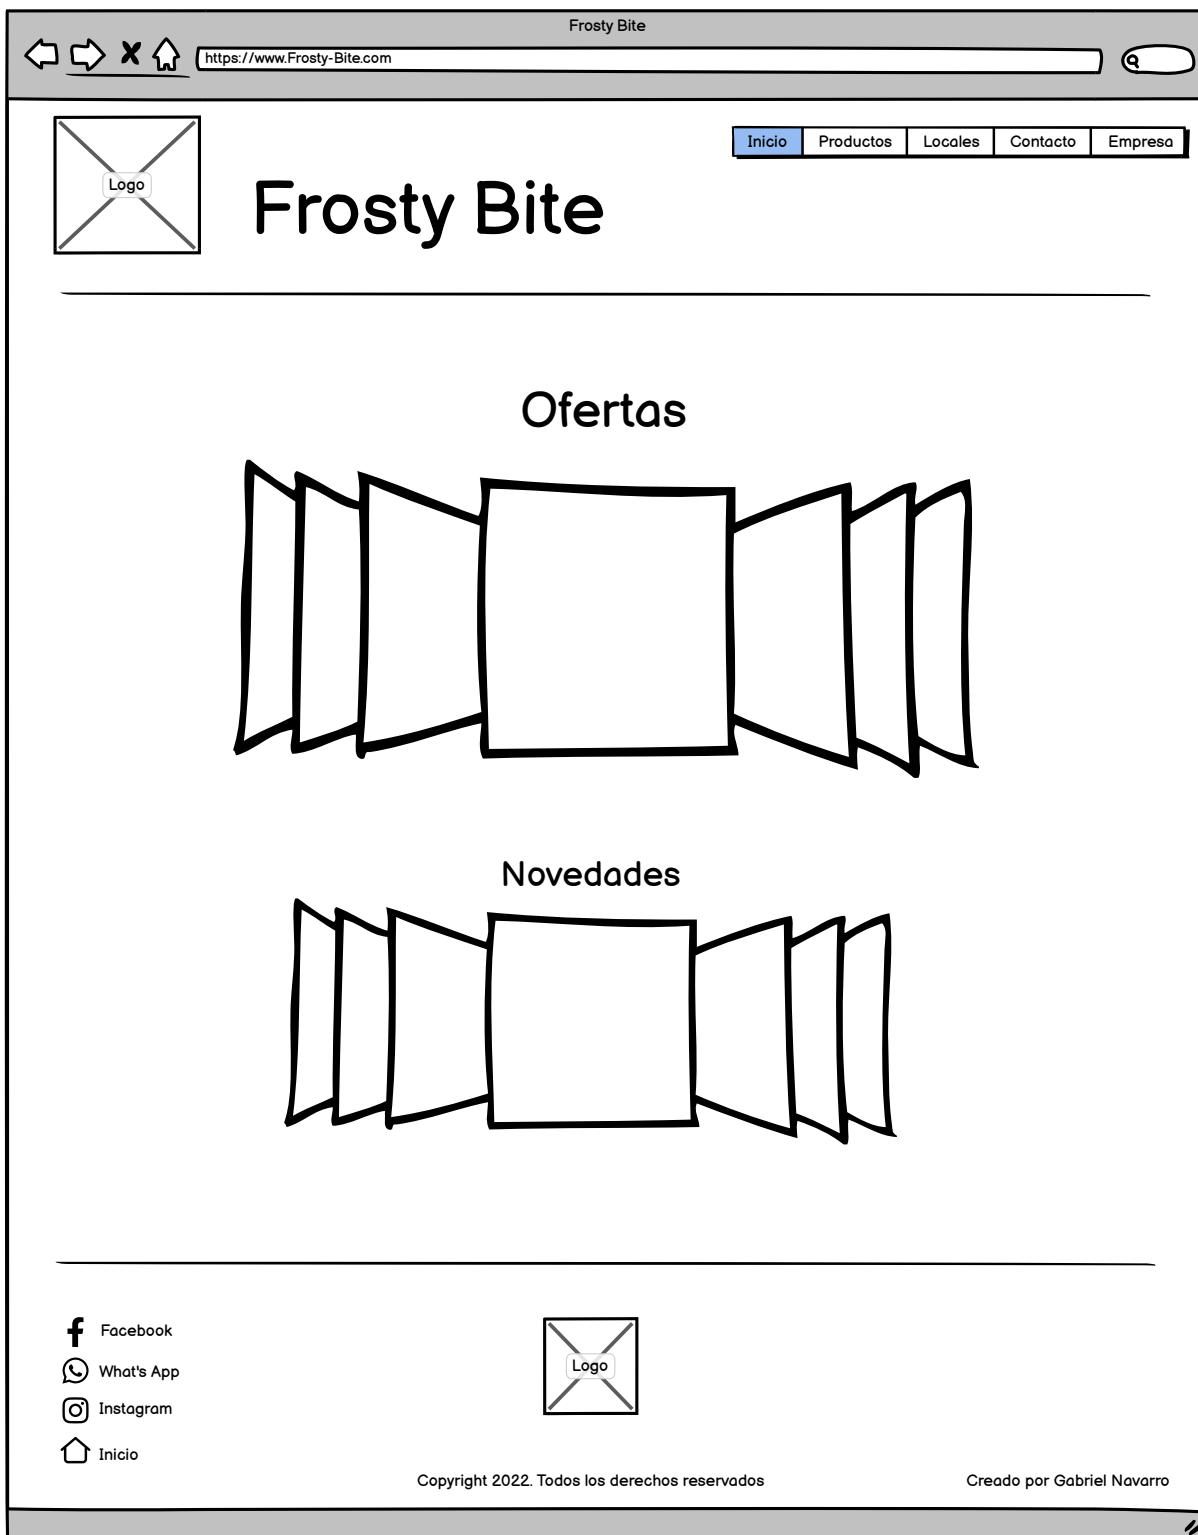 Frosty Bite
https://www.Frosty-Bite.com
Logo
Inicio Productos Locales Contacto Empresa
Frosty Bite
Ofertas
Novedades
Facebook
What's App
Instagram
Inicio
Logo
Copyright 2022. Todos los derechos reservados
Creado por Gabriel Navarro